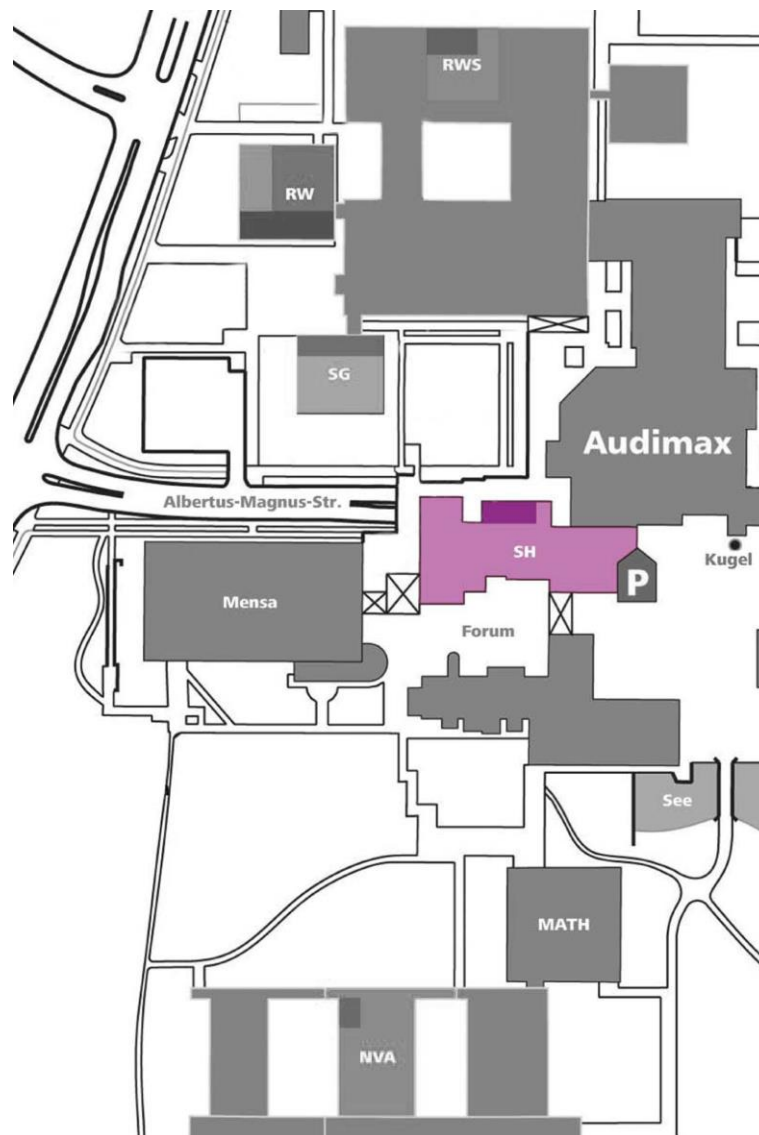 RWS
RW
SG
Audimax
Albertus-Magnus-Str.
SH
Kugel
P
Mensa
Forum
See
MATH
NVA